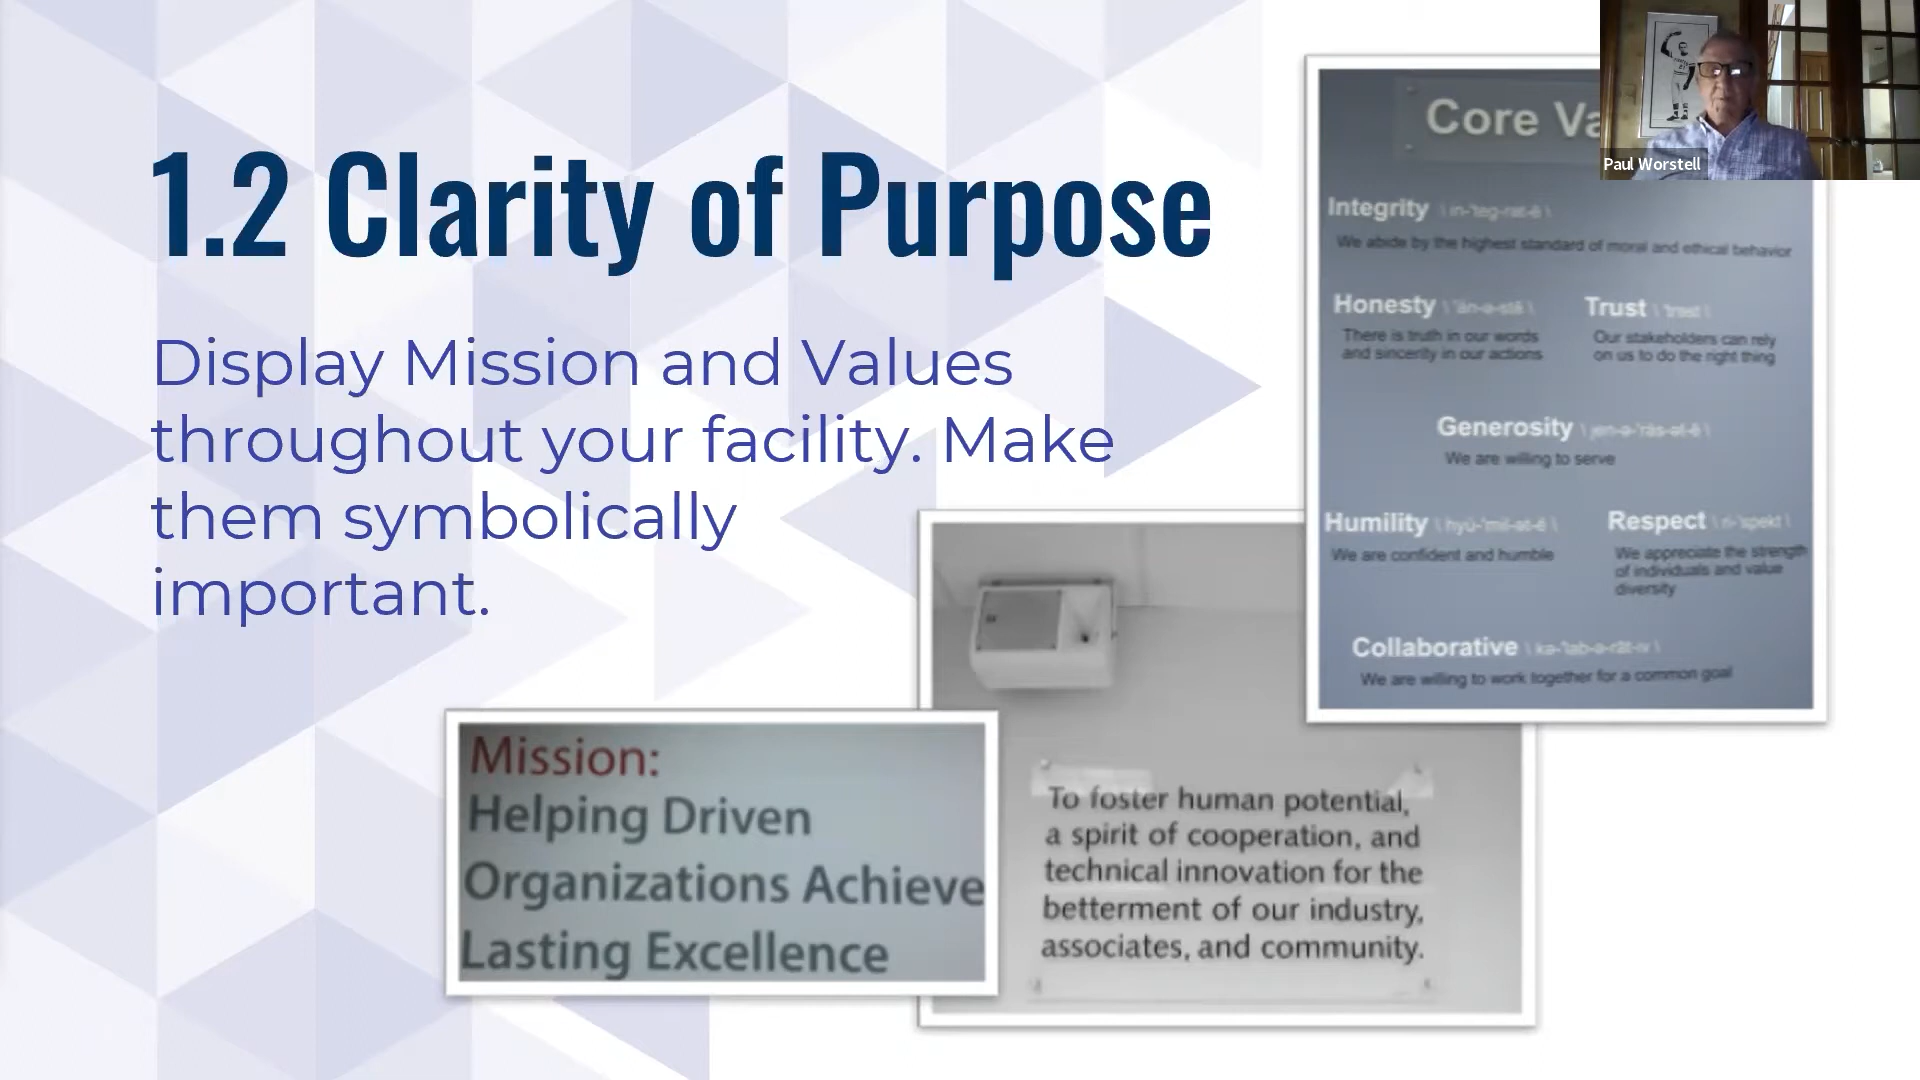 1.2 Clarity of Purpose
Display Mission and Values
throughout your facility. Make
them symbolically
important.
Mission:
Helping Driven
Organizations Achieve
Lasting Excellence
To foster human potential,
a spirit of cooperation, and
technical innovation for the
betterment of our industry,
associates, and community.
Core Va
Integrity
We abide by the highest standard of moral and ethical behavior
Honesty
There is truth in our words
and sincerity in our actions
Trust
Our stakeholders can rely
on us to do the right thing
Generosity
We are willing to serve
Humility
We are confident and humble
Respect
We appreciate the strength
of individuals and value
diversity
Collaborative
We are willing to work together for a common goal
Paul Worstell